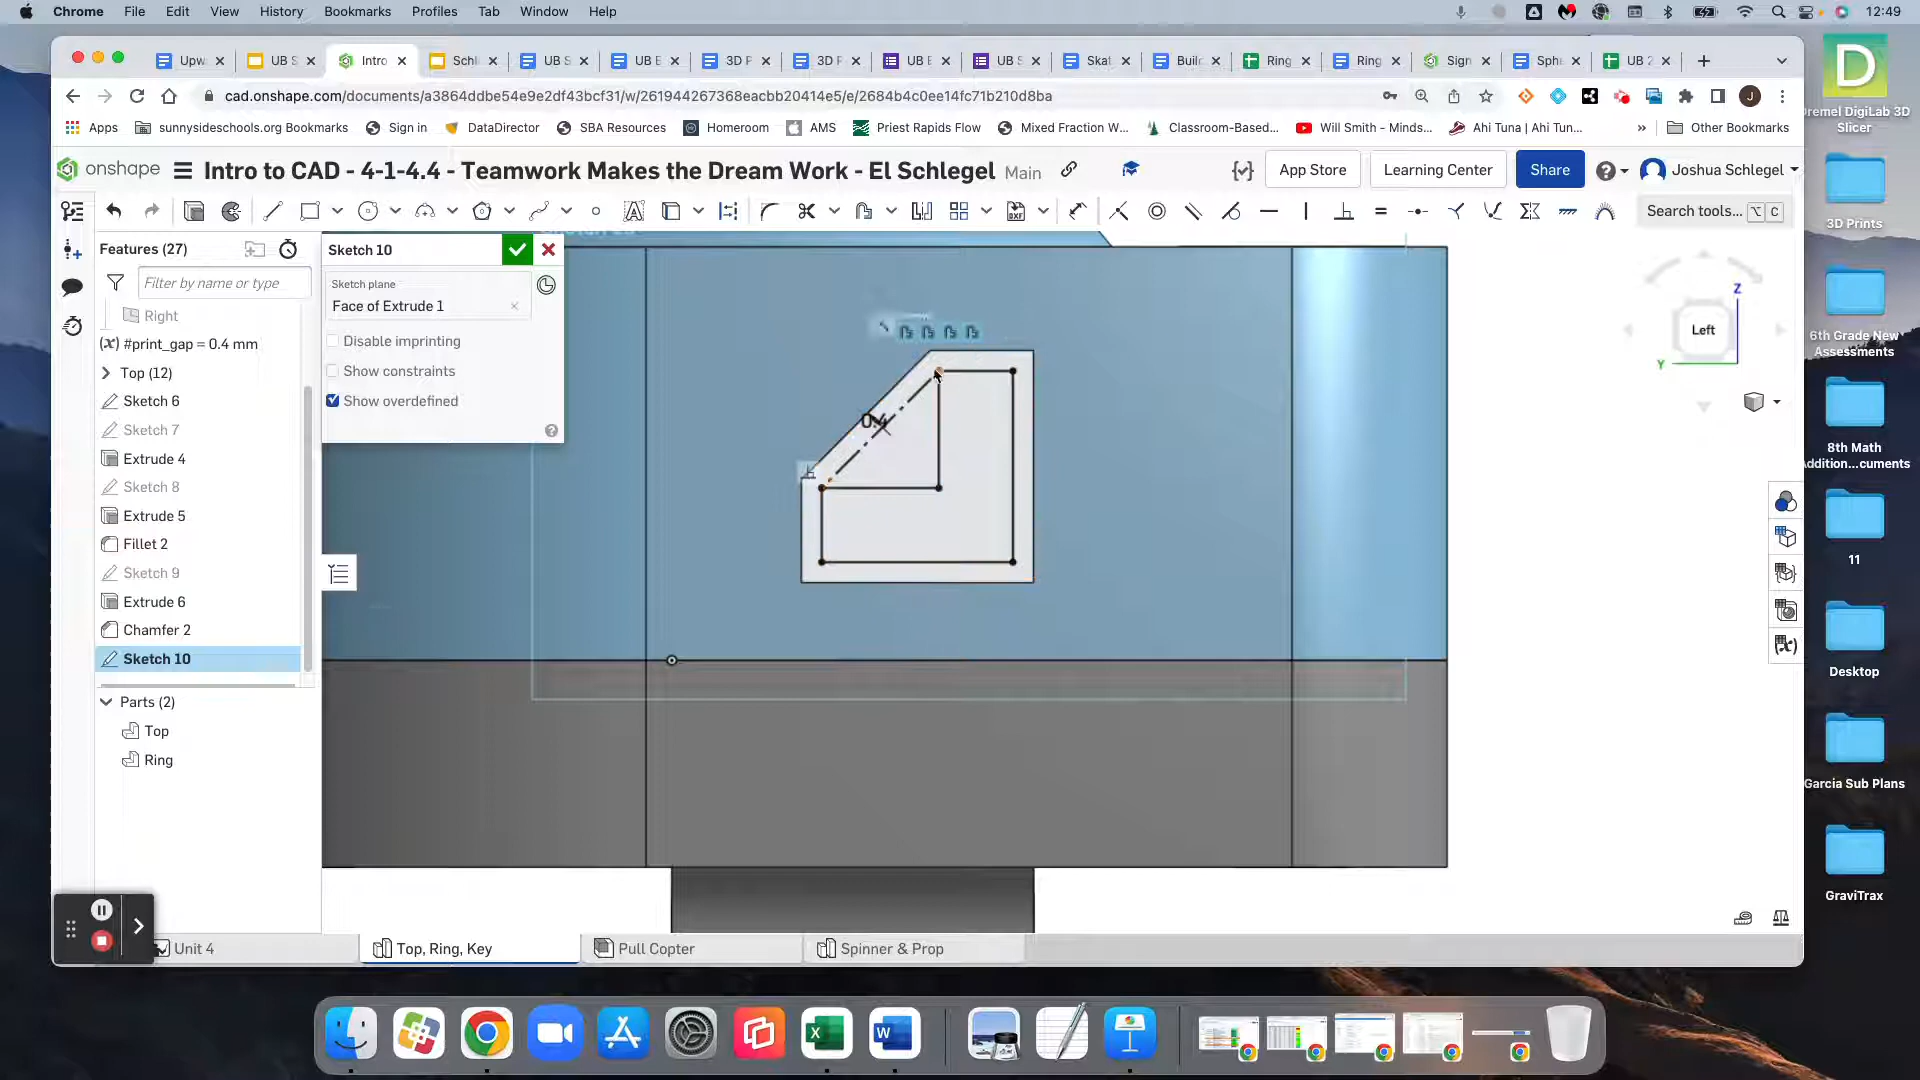 Chrome File Edit View History Bookmarks Profiles Tab Window Help 12:49
Upw UB S Intro Schl UB S UB E 3D P 3D P UB E UB S Skat Build Ring Ring Sign Sphe UB 2
cad.onshape.com/documents/a3864ddbe54e9e2df43bcf31/w/261944267368eacbb20414e5/e/2684b4c0ee14fc71b210d8ba
Apps sunnysideschools.org Bookmarks Sign in DataDirector SBA Resources Homeroom AMS Priest Rapids Flow Mixed Fraction W... Classroom-Based... Will Smith - Minds... Ahi Tuna | Ahi Tun... » Other Bookmarks
onshape Intro to CAD - 4-1-4.4 - Teamwork Makes the Dream Work - El Schlegel Main App Store Learning Center Share Joshua Schlegel
Search tools... ⌥ C
Features (27)
Filter by name or type
Right
(x) #print_gap = 0.4 mm
Top (12)
Sketch 6
Sketch 7
Extrude 4
Sketch 8
Extrude 5
Fillet 2
Sketch 9
Extrude 6
Chamfer 2
Sketch 10
Parts (2)
Top
Ring
Sketch 10
Sketch plane
Face of Extrude 1
Disable imprinting
Show constraints
Show overdefined
0.4
Z
Left
Y
Unit 4 Top, Ring, Key Pull Copter Spinner & Prop
D
Dremel DigiLab 3D
Slicer
3D Prints
6th Grade New
Assessments
8th Math
Addition...cuments
11
Desktop
Garcia Sub Plans
GraviTrax